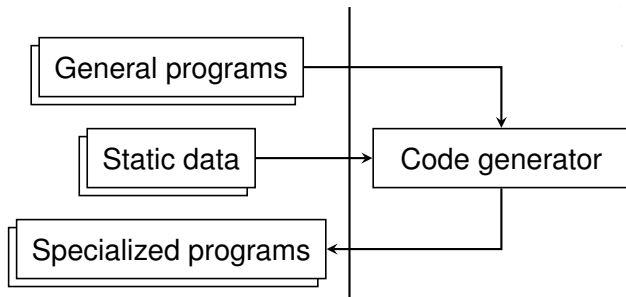 General programs
Static data
Code generator
Specialized programs